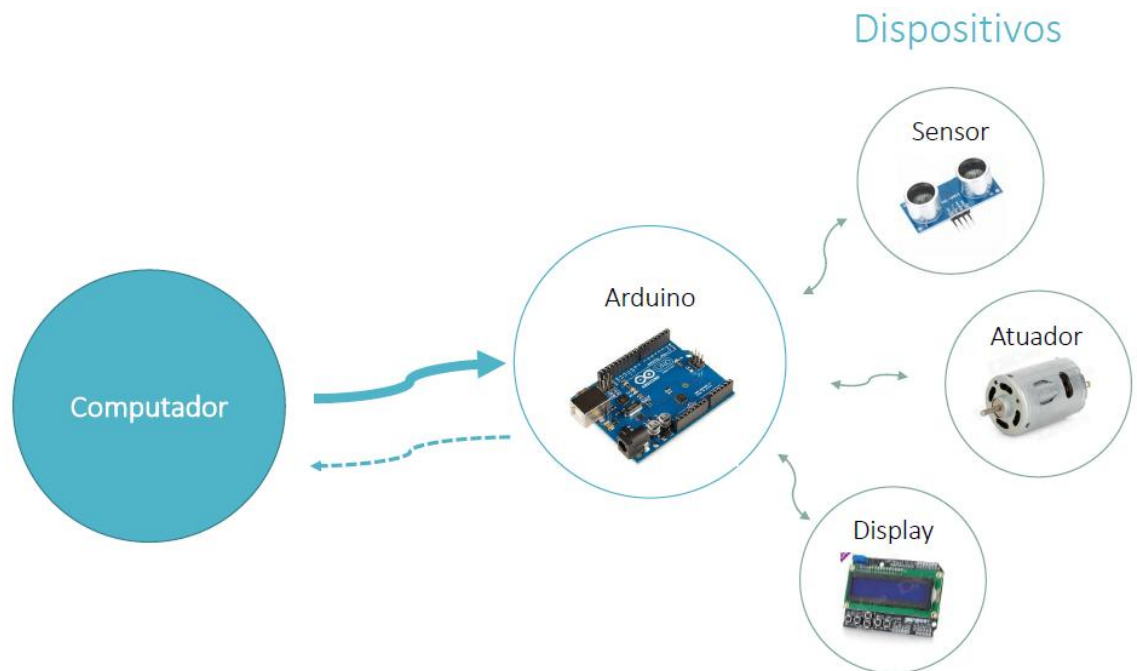 Dispositivos
Sensor
Arduino
Atuador
Computador
Display